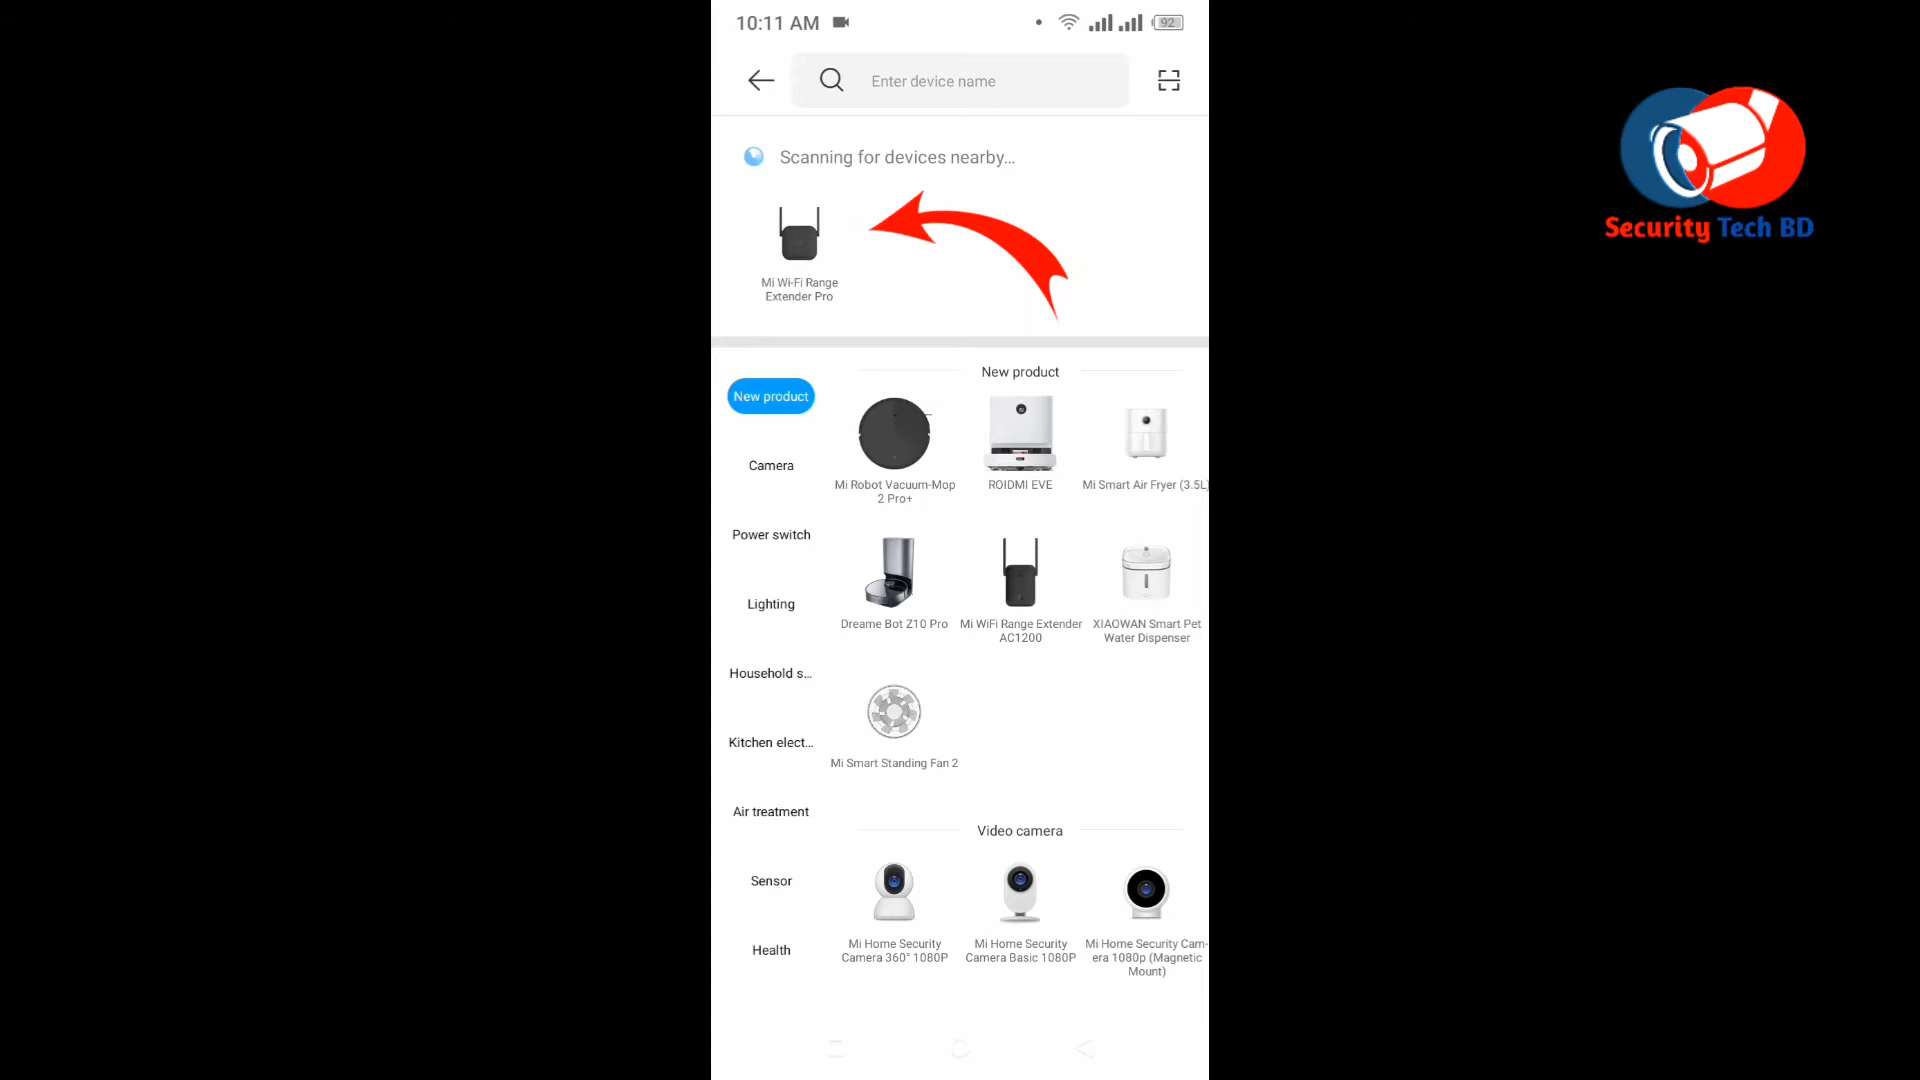 10:11 AM
92
Enter device name
Scanning for devices nearby...
Mi Wi-Fi Range
Extender Pro
New product
New product
Camera
Power switch
Lighting
Household s...
Kitchen elect...
Air treatment
Sensor
Health
Mi Robot Vacuum-Mop
2 Pro+
ROIDMI EVE
Mi Smart Air Fryer (3.5L)
Dreame Bot Z10 Pro
Mi WiFi Range Extender
AC1200
XIAOWAN Smart Pet
Water Dispenser
Mi Smart Standing Fan 2
Video camera
Mi Home Security
Camera 360° 1080P
Mi Home Security
Camera Basic 1080P
Mi Home Security Cam-
era 1080p (Magnetic
Mount)
Security Tech BD